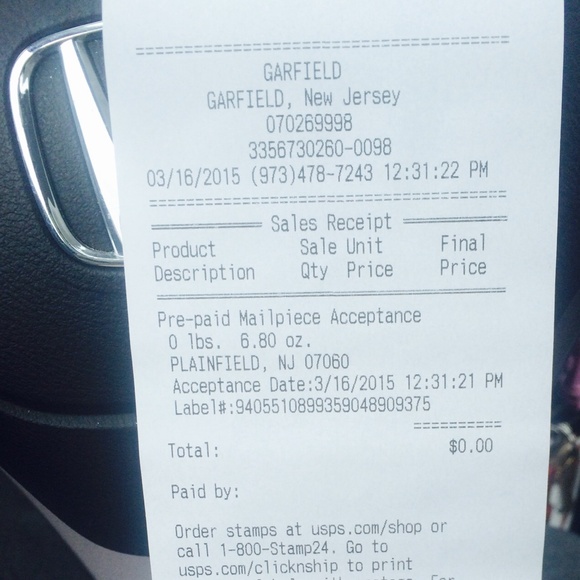 =====================================
GARFIELD
GARFIELD, New Jersey
070269998
3356730260-0098
03/16/2015 (973)478-7243 12:31:22 PM
=====================================
Sales Receipt
Product Sale Unit Final
Description Qty Price Price
Pre-paid Mailpiece Acceptance
0 lbs. 6.80 oz.
PLAINFIELD, NJ 07060
Acceptance Date:3/16/2015 12:31:21 PM
Label#:9405510899359048909375
==========
Total: $0.00
Paid by:
Order stamps at usps.com/shop or
call 1-800-Stamp24. Go to
usps.com/clicknship to print